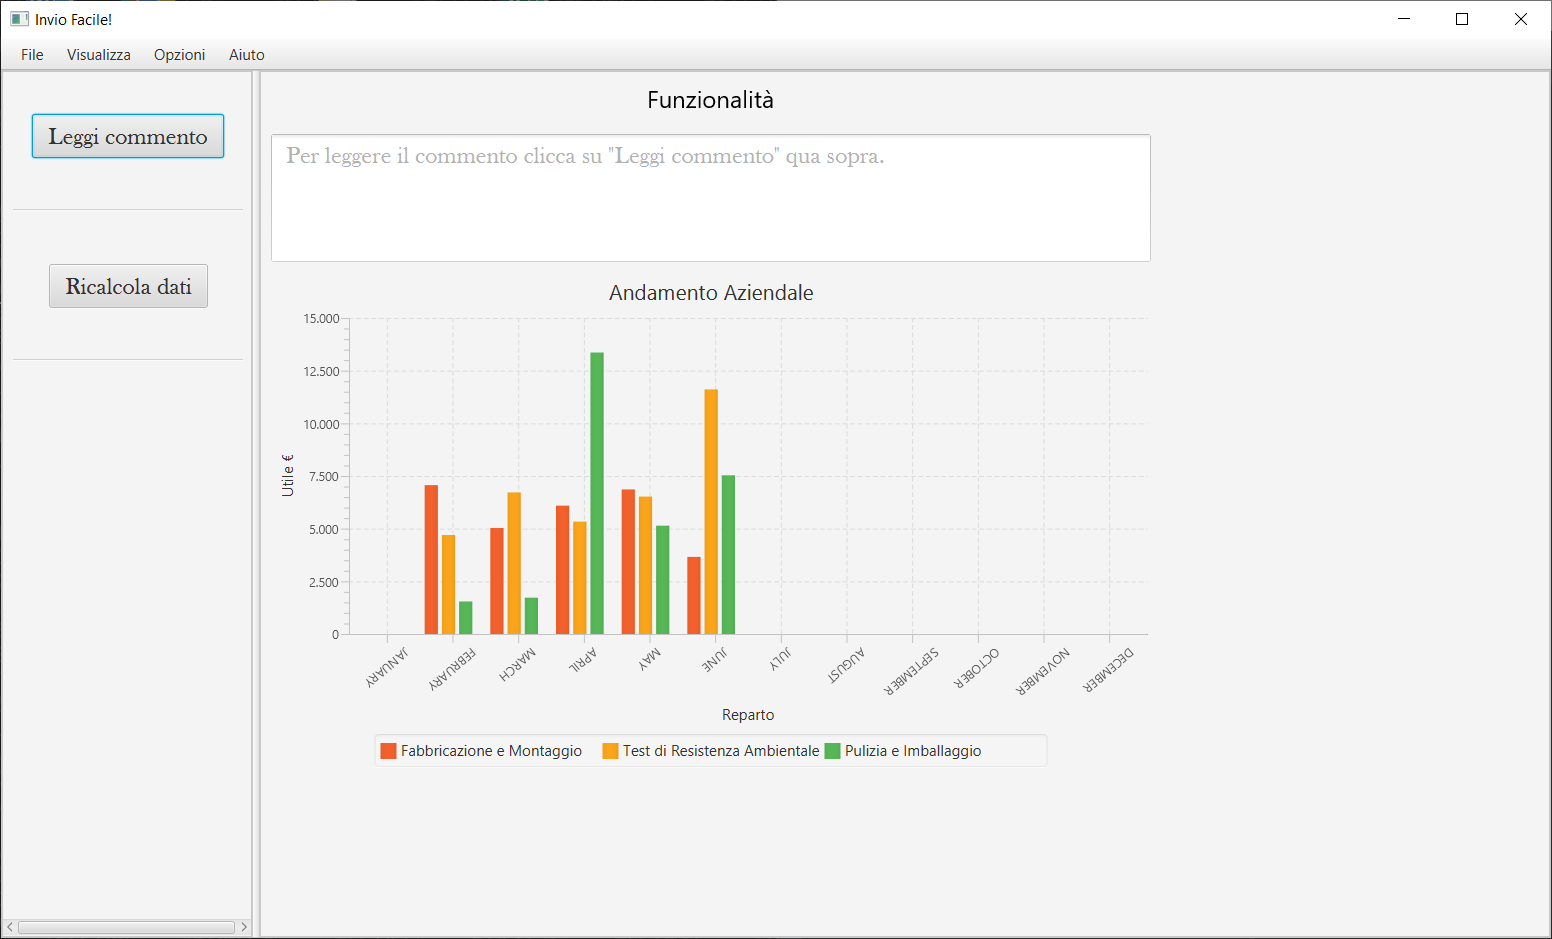 Invio Facile!
File Visualizza Opzioni Aiuto
Leggi commento
Ricalcola dati
Funzionalità
Per leggere il commento clicca su "Leggi commento" qua sopra.
Andamento Aziendale
15.000
12.500
10.000
7.500
5.000
2.500
0
Utile €
JANUARY FEBRUARY MARCH APRIL MAY JUNE JULY AUGUST SEPTEMBER OCTOBER NOVEMBER DECEMBER
Reparto
Fabbricazione e Montaggio Test di Resistenza Ambientale Pulizia e Imballaggio